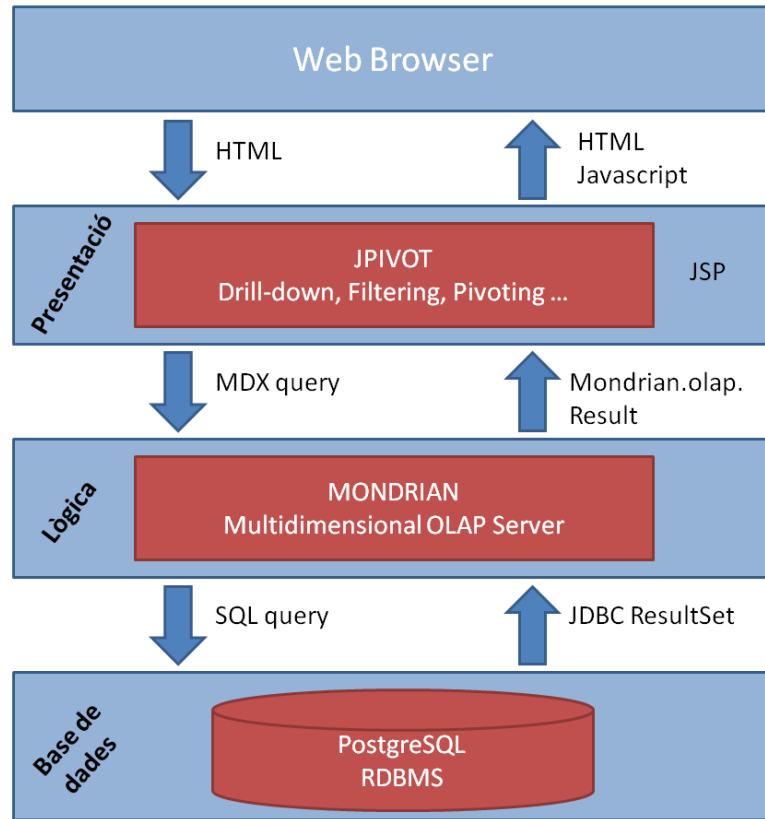 Web Browser
HTML
HTML
Javascript
Presentació
JPIVOT
Drill-down, Filtering, Pivoting ...
JSP
MDX query
Mondrian.olap.
Result
Lògica
MONDRIAN
Multidimensional OLAP Server
SQL query
JDBC ResultSet
Base de
dades
PostgreSQL
RDBMS